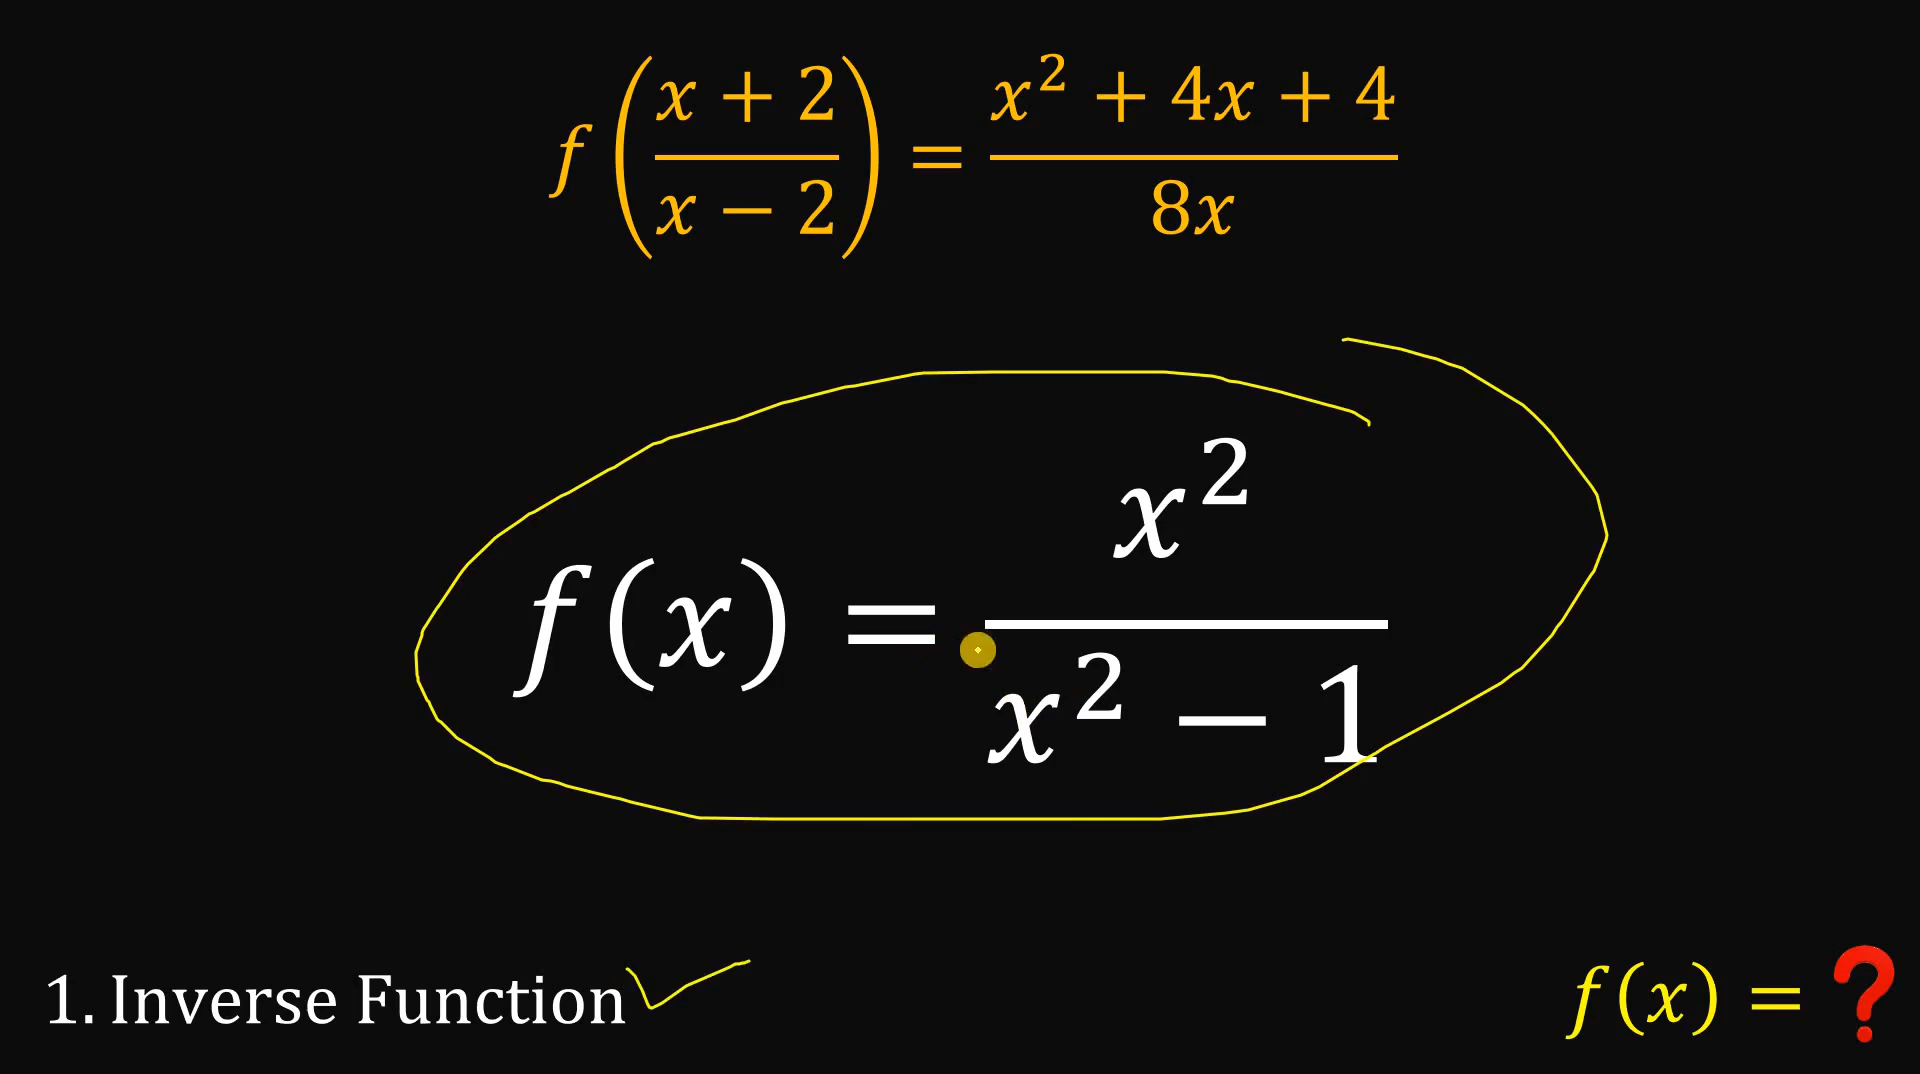 f((x + 2)/(x − 2)) = (x² + 4x + 4)/(8x)
f(x) = x²/(x² − 1)
1. Inverse Function
f(x) = ❓